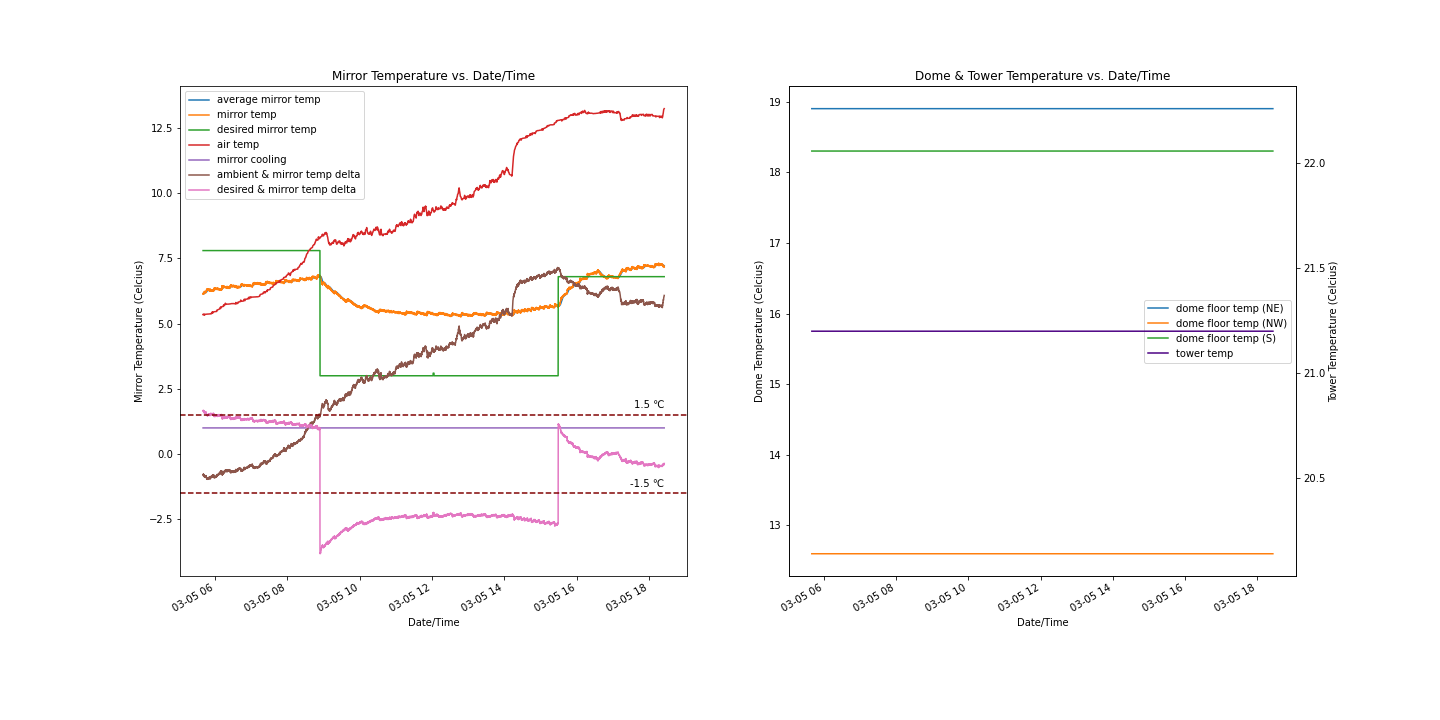 Mirror Temperature vs. Date/Time
average mirror temp
mirror temp
desired mirror temp
air temp
mirror cooling
ambient & mirror temp delta
desired & mirror temp delta
12.5
10.0
7.5
5.0
2.5
0.0
−2.5
Mirror Temperature (Celcius)
1.5 °C
-1.5 °C
03-05 06
03-05 08
03-05 10
03-05 12
03-05 14
03-05 16
03-05 18
Date/Time
Dome & Tower Temperature vs. Date/Time
19
18
17
16
15
14
13
Dome Temperature (Celcius)
dome floor temp (NE)
dome floor temp (NW)
dome floor temp (S)
tower temp
22.0
21.5
21.0
20.5
Tower Temperature (Celcius)
03-05 06
03-05 08
03-05 10
03-05 12
03-05 14
03-05 16
03-05 18
Date/Time